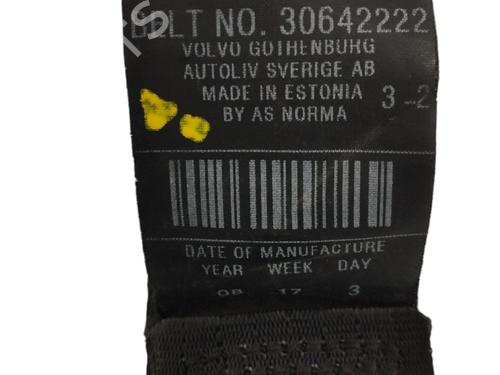 BELT NO. 30642222
VOLVO GOTHENBURG
AUTOLIV SVERIGE AB
MADE IN ESTONIA 3-2
BY AS NORMA
DATE OF MANUFACTURE
YEAR WEEK DAY
08 17 3